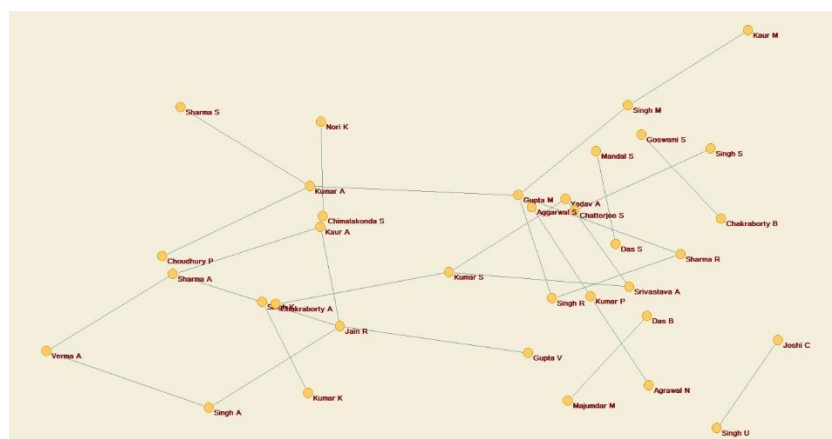 Kaur M
Sharma S
Singh M
Nori K
Goswami S
Mandal S
Singh S
Kumar A
Gupta M
Yadav A
Aggarwal S
Chatterjee S
Chimalakonda S
Chakraborty B
Kaur A
Das S
Choudhury P
Sharma R
Sharma A
Kumar S
Srivastava A
Singh R
Kumar P
Chakraborty A
Das B
Jain R
Joshi C
Verma A
Gupta V
Agrawal N
Kumar K
Majumdar M
Singh A
Singh U